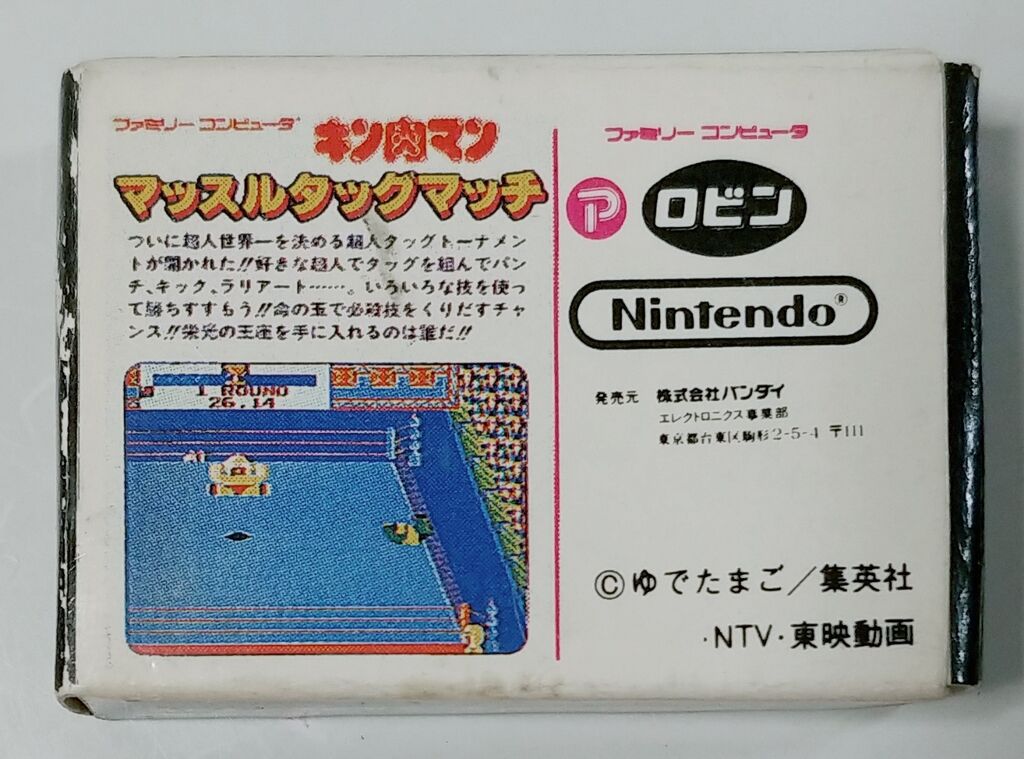 ファミリー コンピュータ
キン肉マン
マッスルタッグマッチ
ついに超人世界一を決める超人タッグトーナメン
トが開かれた!!好きな超人でタッグを組んでパン
チ、キック、ラリアート……。いろいろな技を使っ
て勝ちすすもう!!命の玉で必殺技をくりだすチャ
ンス!!栄光の王座を手に入れるのは誰だ!!
1 ROUND
26.14
ファミリー コンピュータ
P ロビン
Nintendo®
発売元 株式会社バンダイ
エレクトロニクス事業部
東京都台東区駒形2-5-4 〒111
©ゆでたまご/集英社
・NTV・東映動画